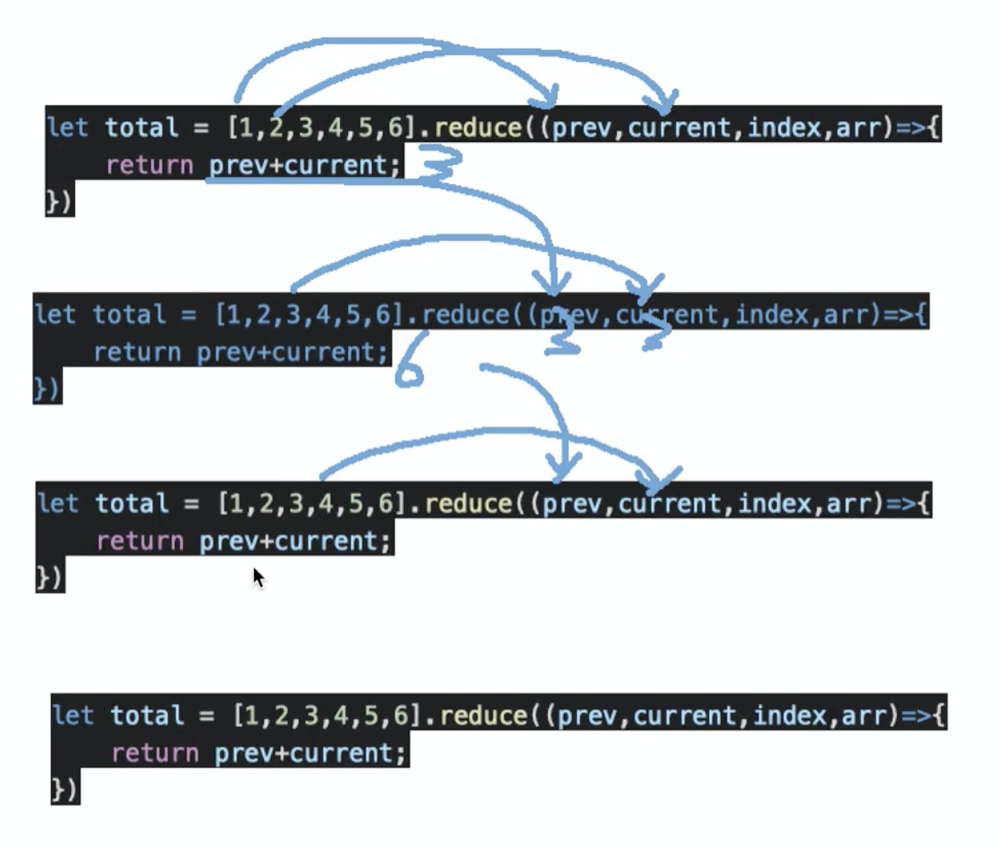 let total = [1,2,3,4,5,6].reduce((prev,current,index,arr)=>{
return prev+current; 3
})
let total = [1,2,3,4,5,6].reduce((prev,current,index,arr)=>{
3 3
return prev+current; 6
})
let total = [1,2,3,4,5,6].reduce((prev,current,index,arr)=>{
return prev+current;
})
let total = [1,2,3,4,5,6].reduce((prev,current,index,arr)=>{
return prev+current;
})